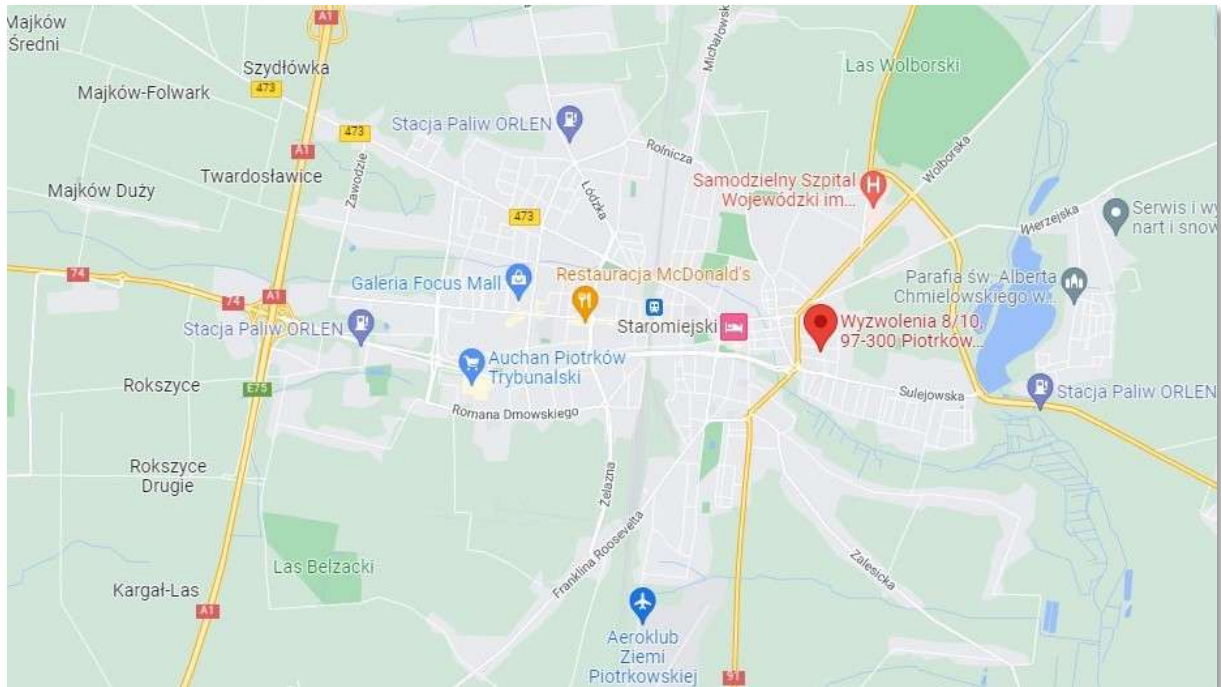 Majków
Średni
A1
Szydłówka
473
Majków-Folwark
Stacja Paliw ORLEN
473
Michałowska
Las Wolborski
Rolnicza
Wolborska
A1
Twardosławice
Zawodzie
Łódzka
Samodzielny Szpital
Wojewódzki im...
Majków Duży
473
Wierzejska
Serwis i wy
nart i snow
74
Galeria Focus Mall
Restauracja McDonald's
Parafia św. Alberta
Chmielowskiego w...
A1
74
Stacja Paliw ORLEN
Staromiejski
Wyzwolenia 8/10,
97-300 Piotrków...
Auchan Piotrków
Trybunalski
Rokszyce
E75
Sulejowska
Stacja Paliw ORLEN
Romana Dmowskiego
Rokszyce
Drugie
Żelazna
Franklina Roosevelta
Zalesicka
Las Belzacki
Kargał-Las
A1
Aeroklub
Ziemi
Piotrkowskiej
91